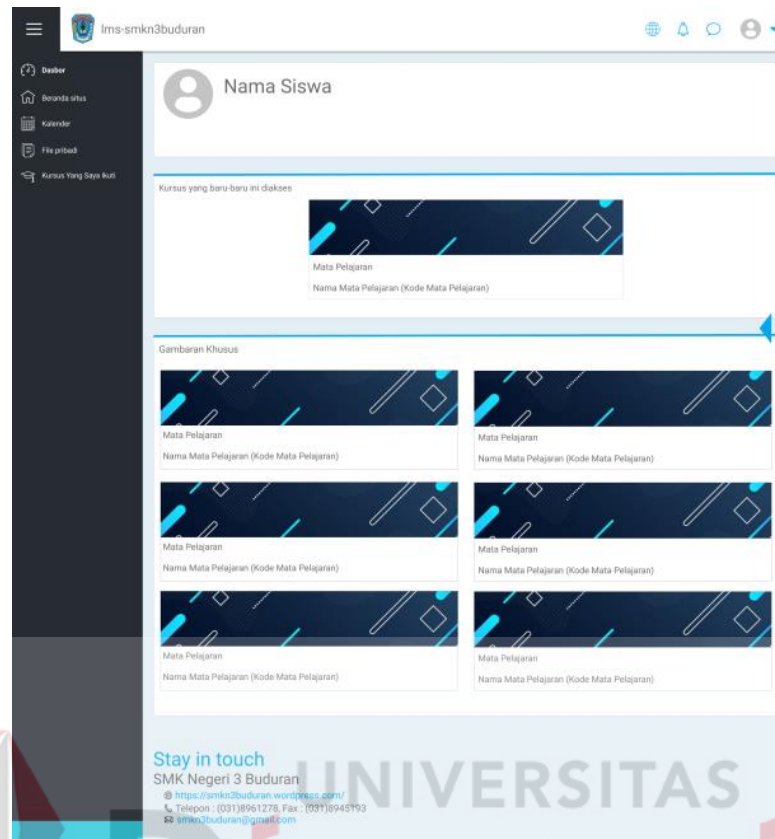 lms-smkn3buduran
Dasbor
Beranda situs
Kalender
File pribadi
Kursus Yang Saya Ikuti
Nama Siswa
Kursus yang baru-baru ini diakses
Mata Pelajaran
Nama Mata Pelajaran (Kode Mata Pelajaran)
Gambaran Khusus
Mata Pelajaran
Nama Mata Pelajaran (Kode Mata Pelajaran)
Mata Pelajaran
Nama Mata Pelajaran (Kode Mata Pelajaran)
Mata Pelajaran
Nama Mata Pelajaran (Kode Mata Pelajaran)
Mata Pelajaran
Nama Mata Pelajaran (Kode Mata Pelajaran)
Mata Pelajaran
Nama Mata Pelajaran (Kode Mata Pelajaran)
Mata Pelajaran
Nama Mata Pelajaran (Kode Mata Pelajaran)
Stay in touch
SMK Negeri 3 Buduran
https://smkn3buduran.wordpress.com/
Telepon : (031)8961278, Fax : (031)8945193
smkn3buduran@gmail.com
UNIVERSITAS